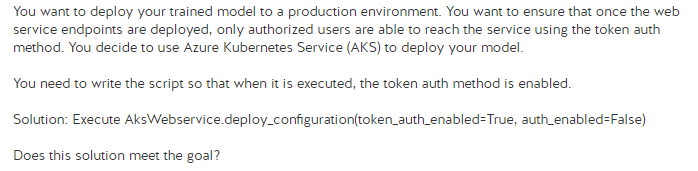 You want to deploy your trained model to a production environment. You want to ensure that once the web
service endpoints are deployed, only authorized users are able to reach the service using the token auth
method. You decide to use Azure Kubernetes Service (AKS) to deploy your model.
You need to write the script so that when it is executed, the token auth method is enabled.
Solution: Execute AksWebservice.deploy_configuration(token_auth_enabled=True, auth_enabled=False)
Does this solution meet the goal?